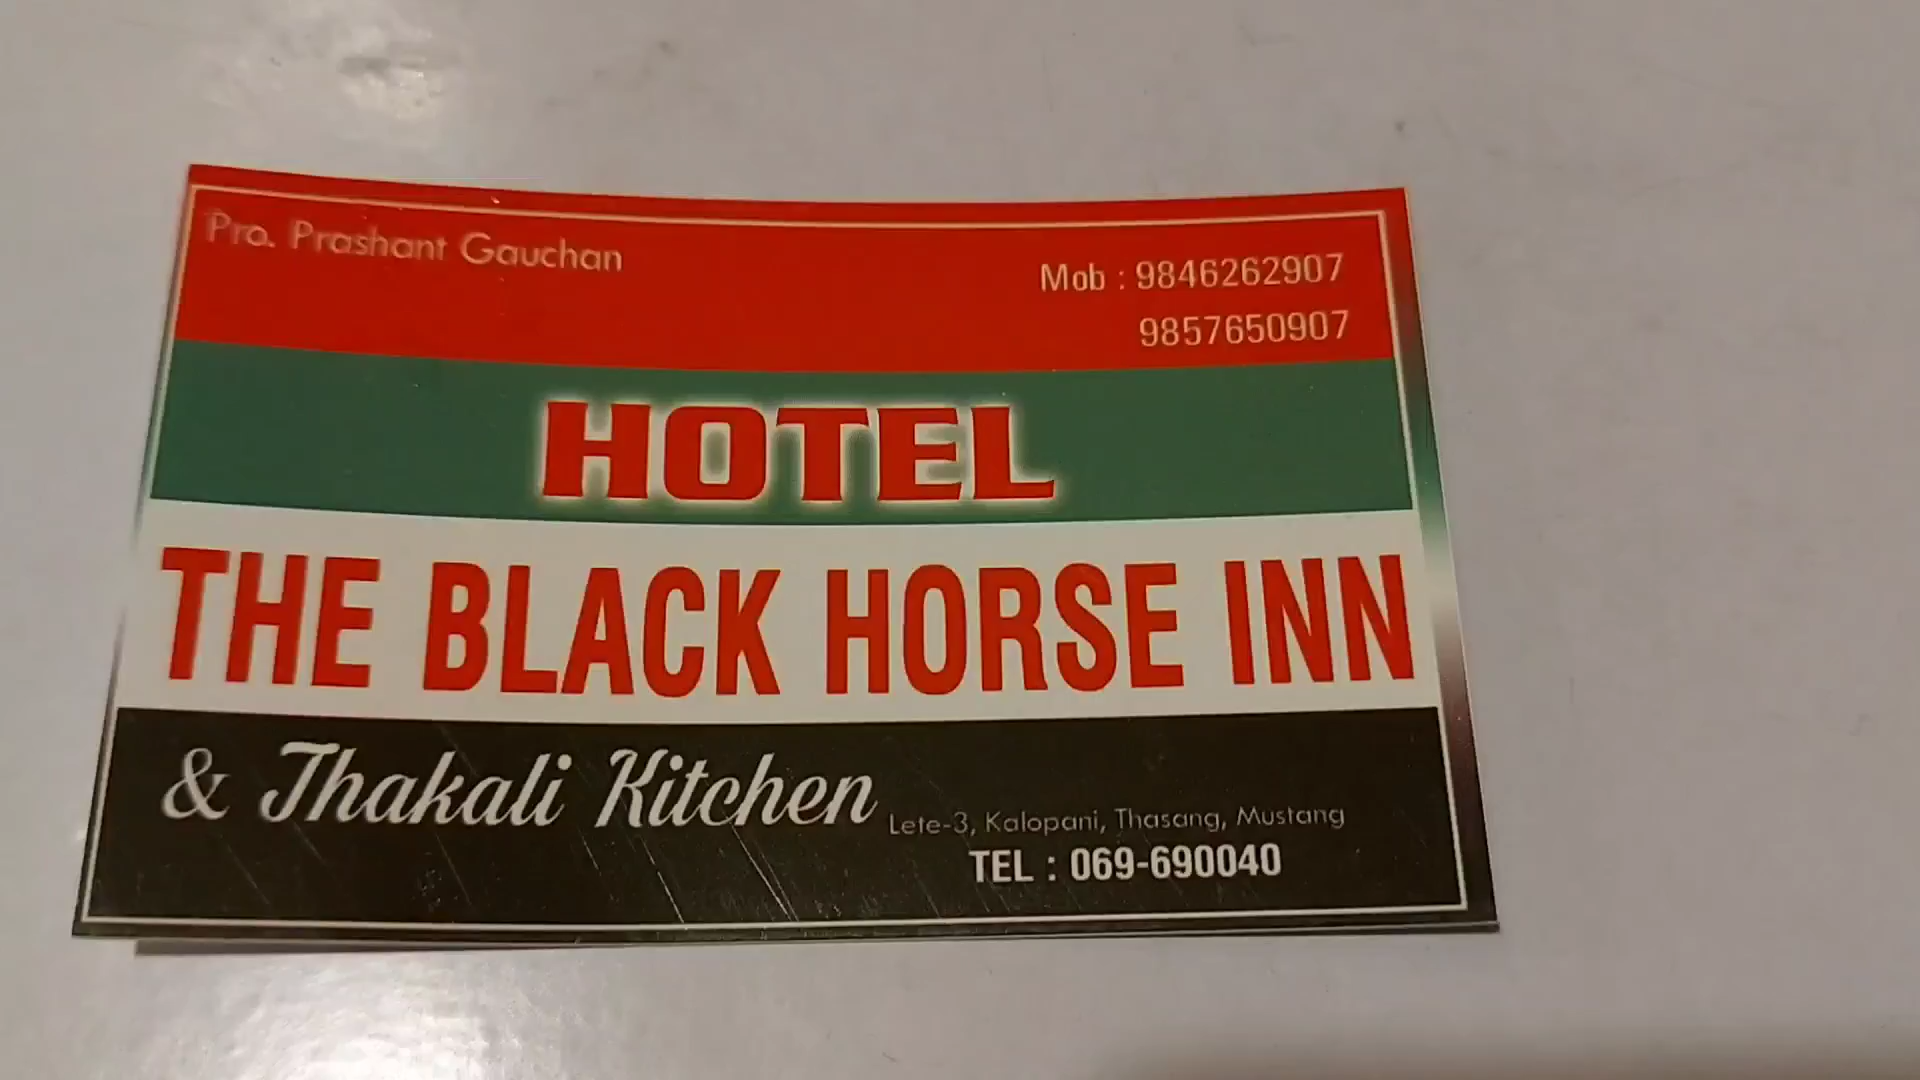 Pro. Prashant Gauchan
Mob : 9846262907
9857650907
HOTEL
THE BLACK HORSE INN
& Thakali Kitchen
Lete-3, Kalopani, Thasang, Mustang
TEL : 069-690040